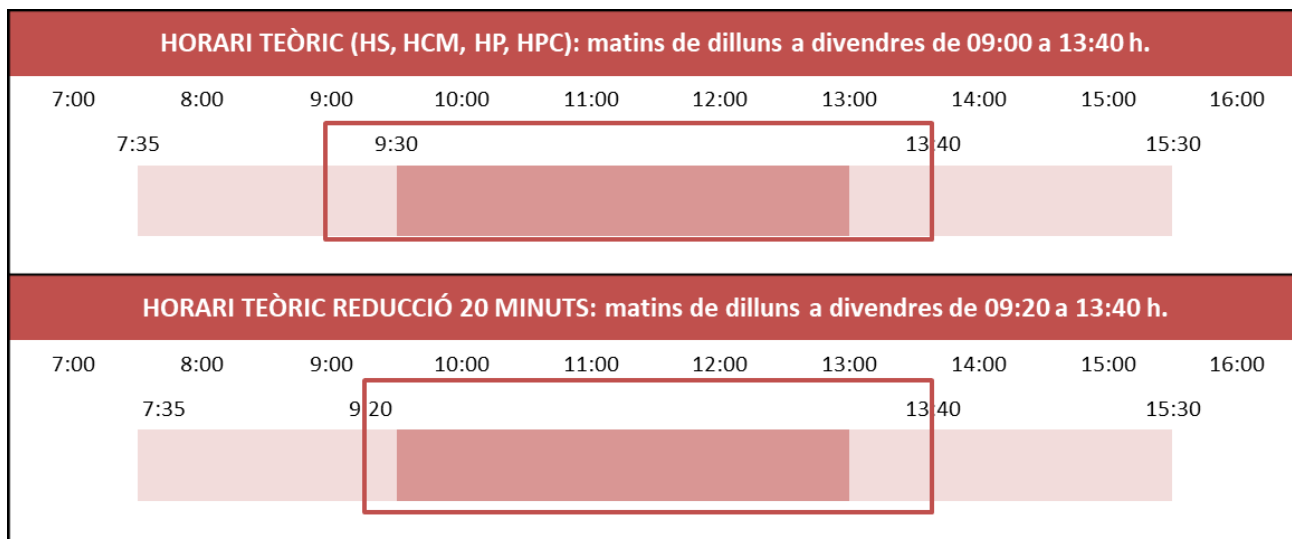 HORARI TEÒRIC (HS, HCM, HP, HPC): matins de dilluns a divendres de 09:00 a 13:40 h.
7:00 8:00 9:00 10:00 11:00 12:00 13:00 14:00 15:00 16:00
7:35 9:30 13:40 15:30
HORARI TEÒRIC REDUCCIÓ 20 MINUTS: matins de dilluns a divendres de 09:20 a 13:40 h.
7:00 8:00 9:00 10:00 11:00 12:00 13:00 14:00 15:00 16:00
7:35 9:20 13:40 15:30